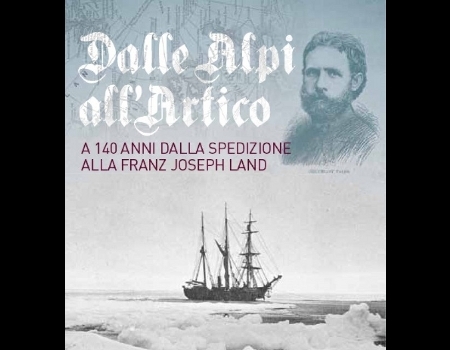 Dalle Alpi
all'Artico
A 140 ANNI DALLA SPEDIZIONE
ALLA FRANZ JOSEPH LAND